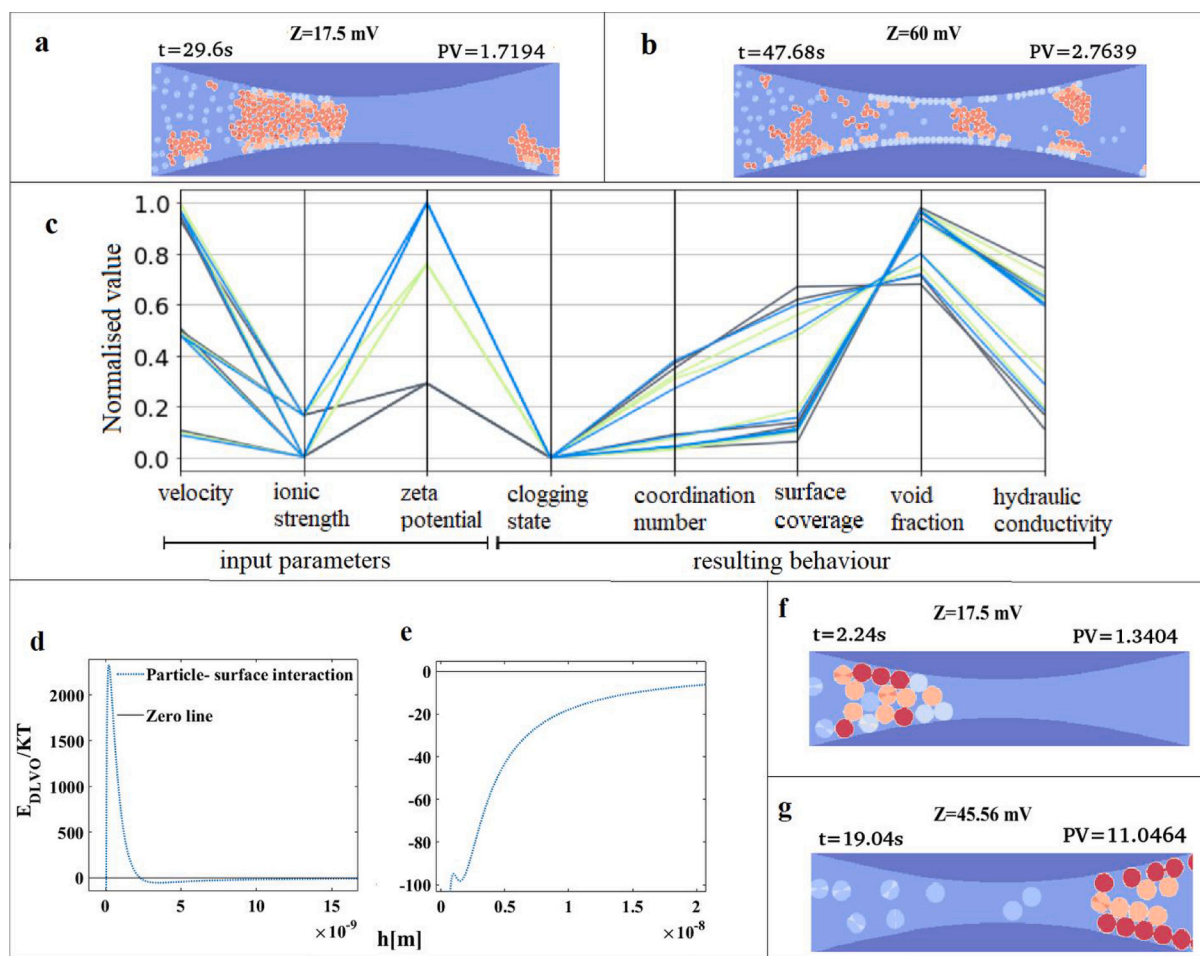 a
Z=17.5 mV
t=29.6s
PV=1.7194
b
Z=60 mV
t=47.68s
PV=2.7639
c
Normalised value
1.0
0.8
0.6
0.4
0.2
0.0
velocity
ionic
strength
zeta
potential
clogging
state
coordination
number
surface
coverage
void
fraction
hydraulic
conductivity
input parameters
resulting behaviour
d
E_DLVO/KT
2000
1500
1000
500
0
Particle- surface interaction
Zero line
0
5
10
15
×10^-9
h[m]
e
0
-20
-40
-60
-80
-100
0
0.5
1
1.5
2
×10^-8
f
Z=17.5 mV
t=2.24s
PV=1.3404
g
Z=45.56 mV
t=19.04s
PV=11.0464